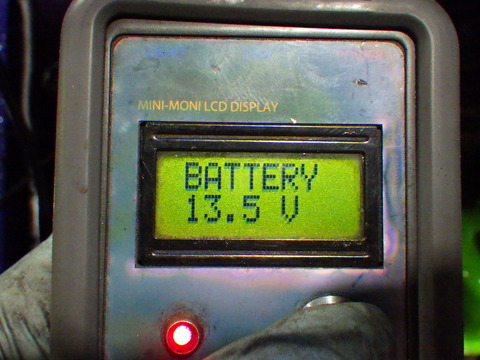 MINI-MONI LCD DISPLAY
BATTERY
13.5 V